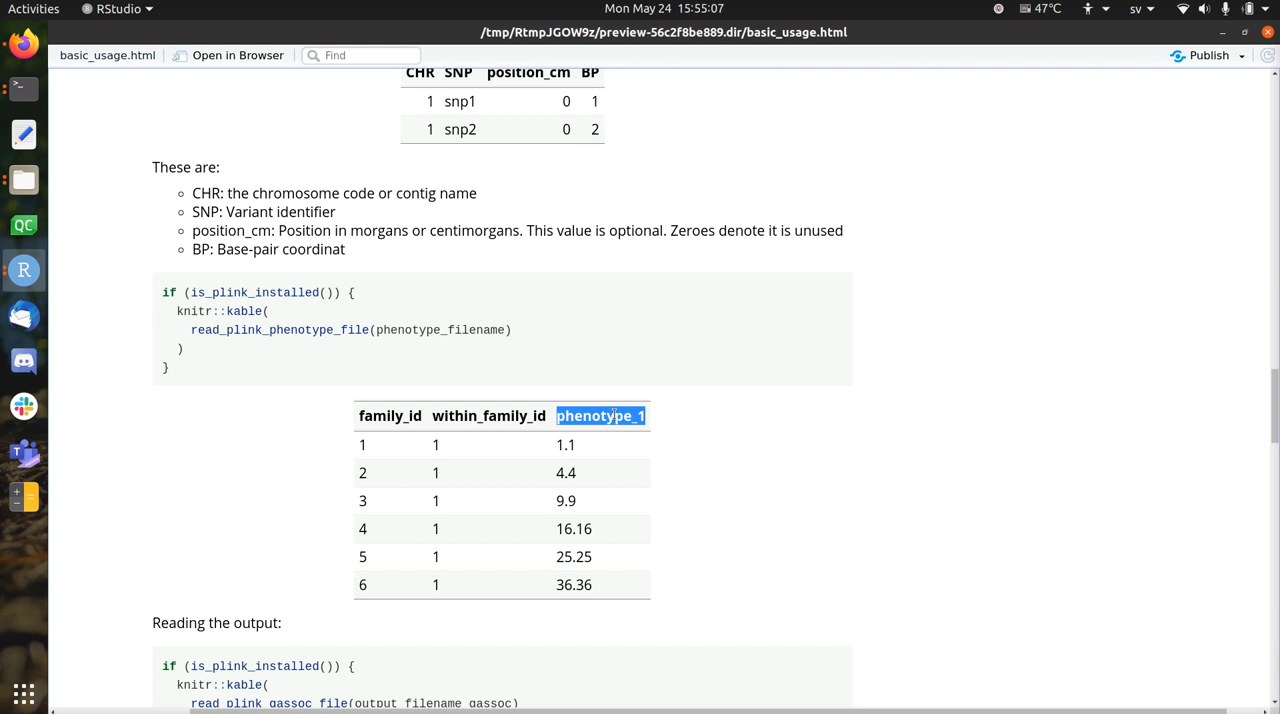 Activities RStudio Mon May 24 15:55:07 47°C sv
/tmp/RtmpJGOW9z/preview-56c2f8be889.dir/basic_usage.html
basic_usage.html Open in Browser Find Publish
CHR SNP position_cm BP
1 snp1 0 1
1 snp2 0 2
These are:
CHR: the chromosome code or contig name
SNP: Variant identifier
position_cm: Position in morgans or centimorgans. This value is optional. Zeroes denote it is unused
BP: Base-pair coordinat
if (is_plink_installed()) {
knitr::kable(
read_plink_phenotype_file(phenotype_filename)
)
}
family_id within_family_id phenotype_1
1 1 1.1
2 1 4.4
3 1 9.9
4 1 16.16
5 1 25.25
6 1 36.36
Reading the output:
if (is_plink_installed()) {
knitr::kable(
read_plink_qassoc_file(output_filename_qassoc)
QC
R